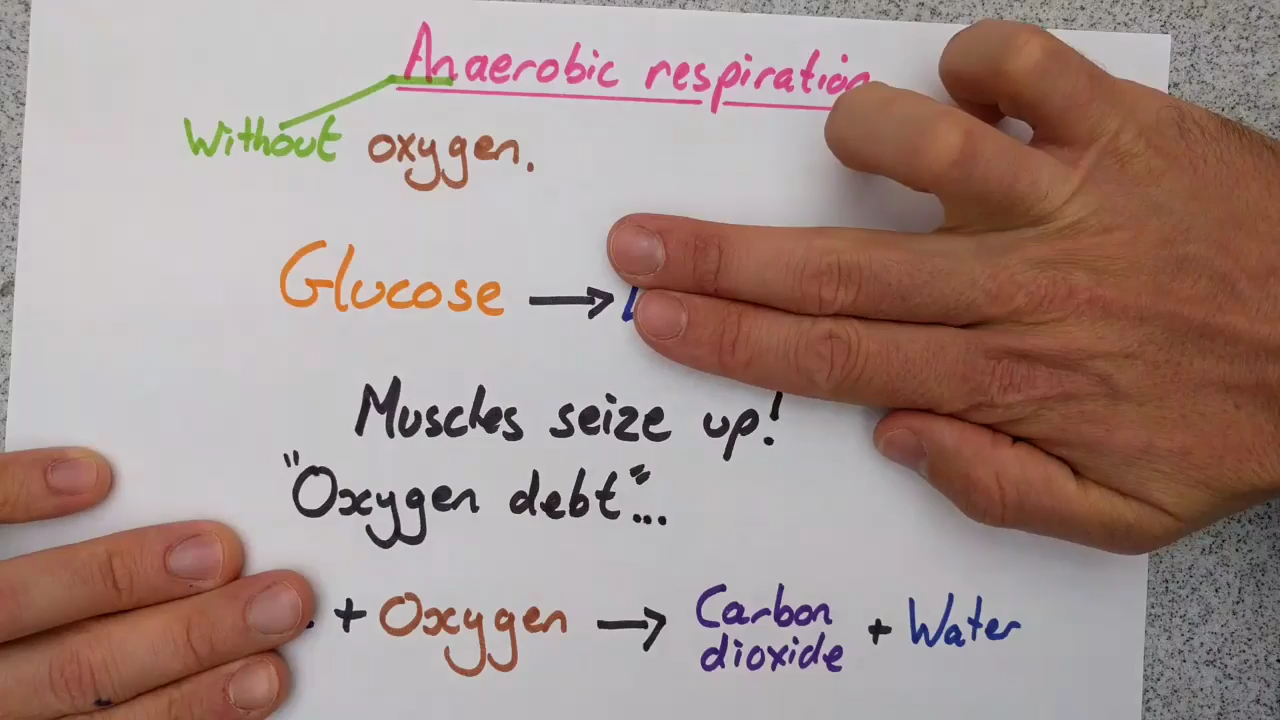 Anaerobic respiration
Without oxygen.
Glucose →
Muscles seize up!
"Oxygen debt"...
+ Oxygen → Carbon dioxide + Water